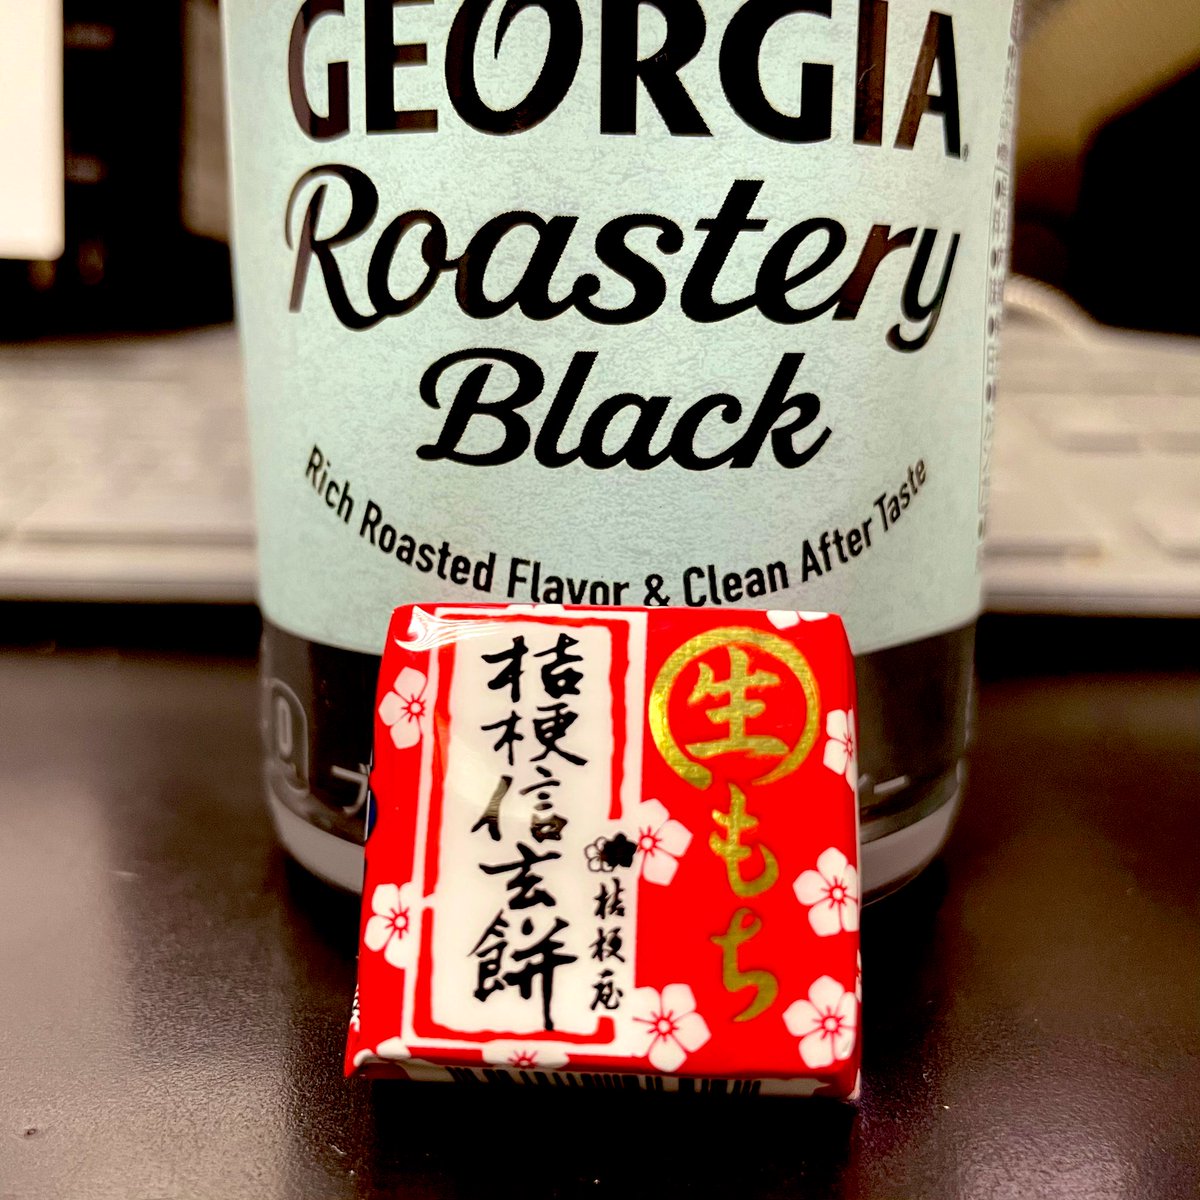 GEORGIA
Roastery
Black
Rich Roasted Flavor & Clean After Taste
生もち
桔梗信玄餅
桔梗屋